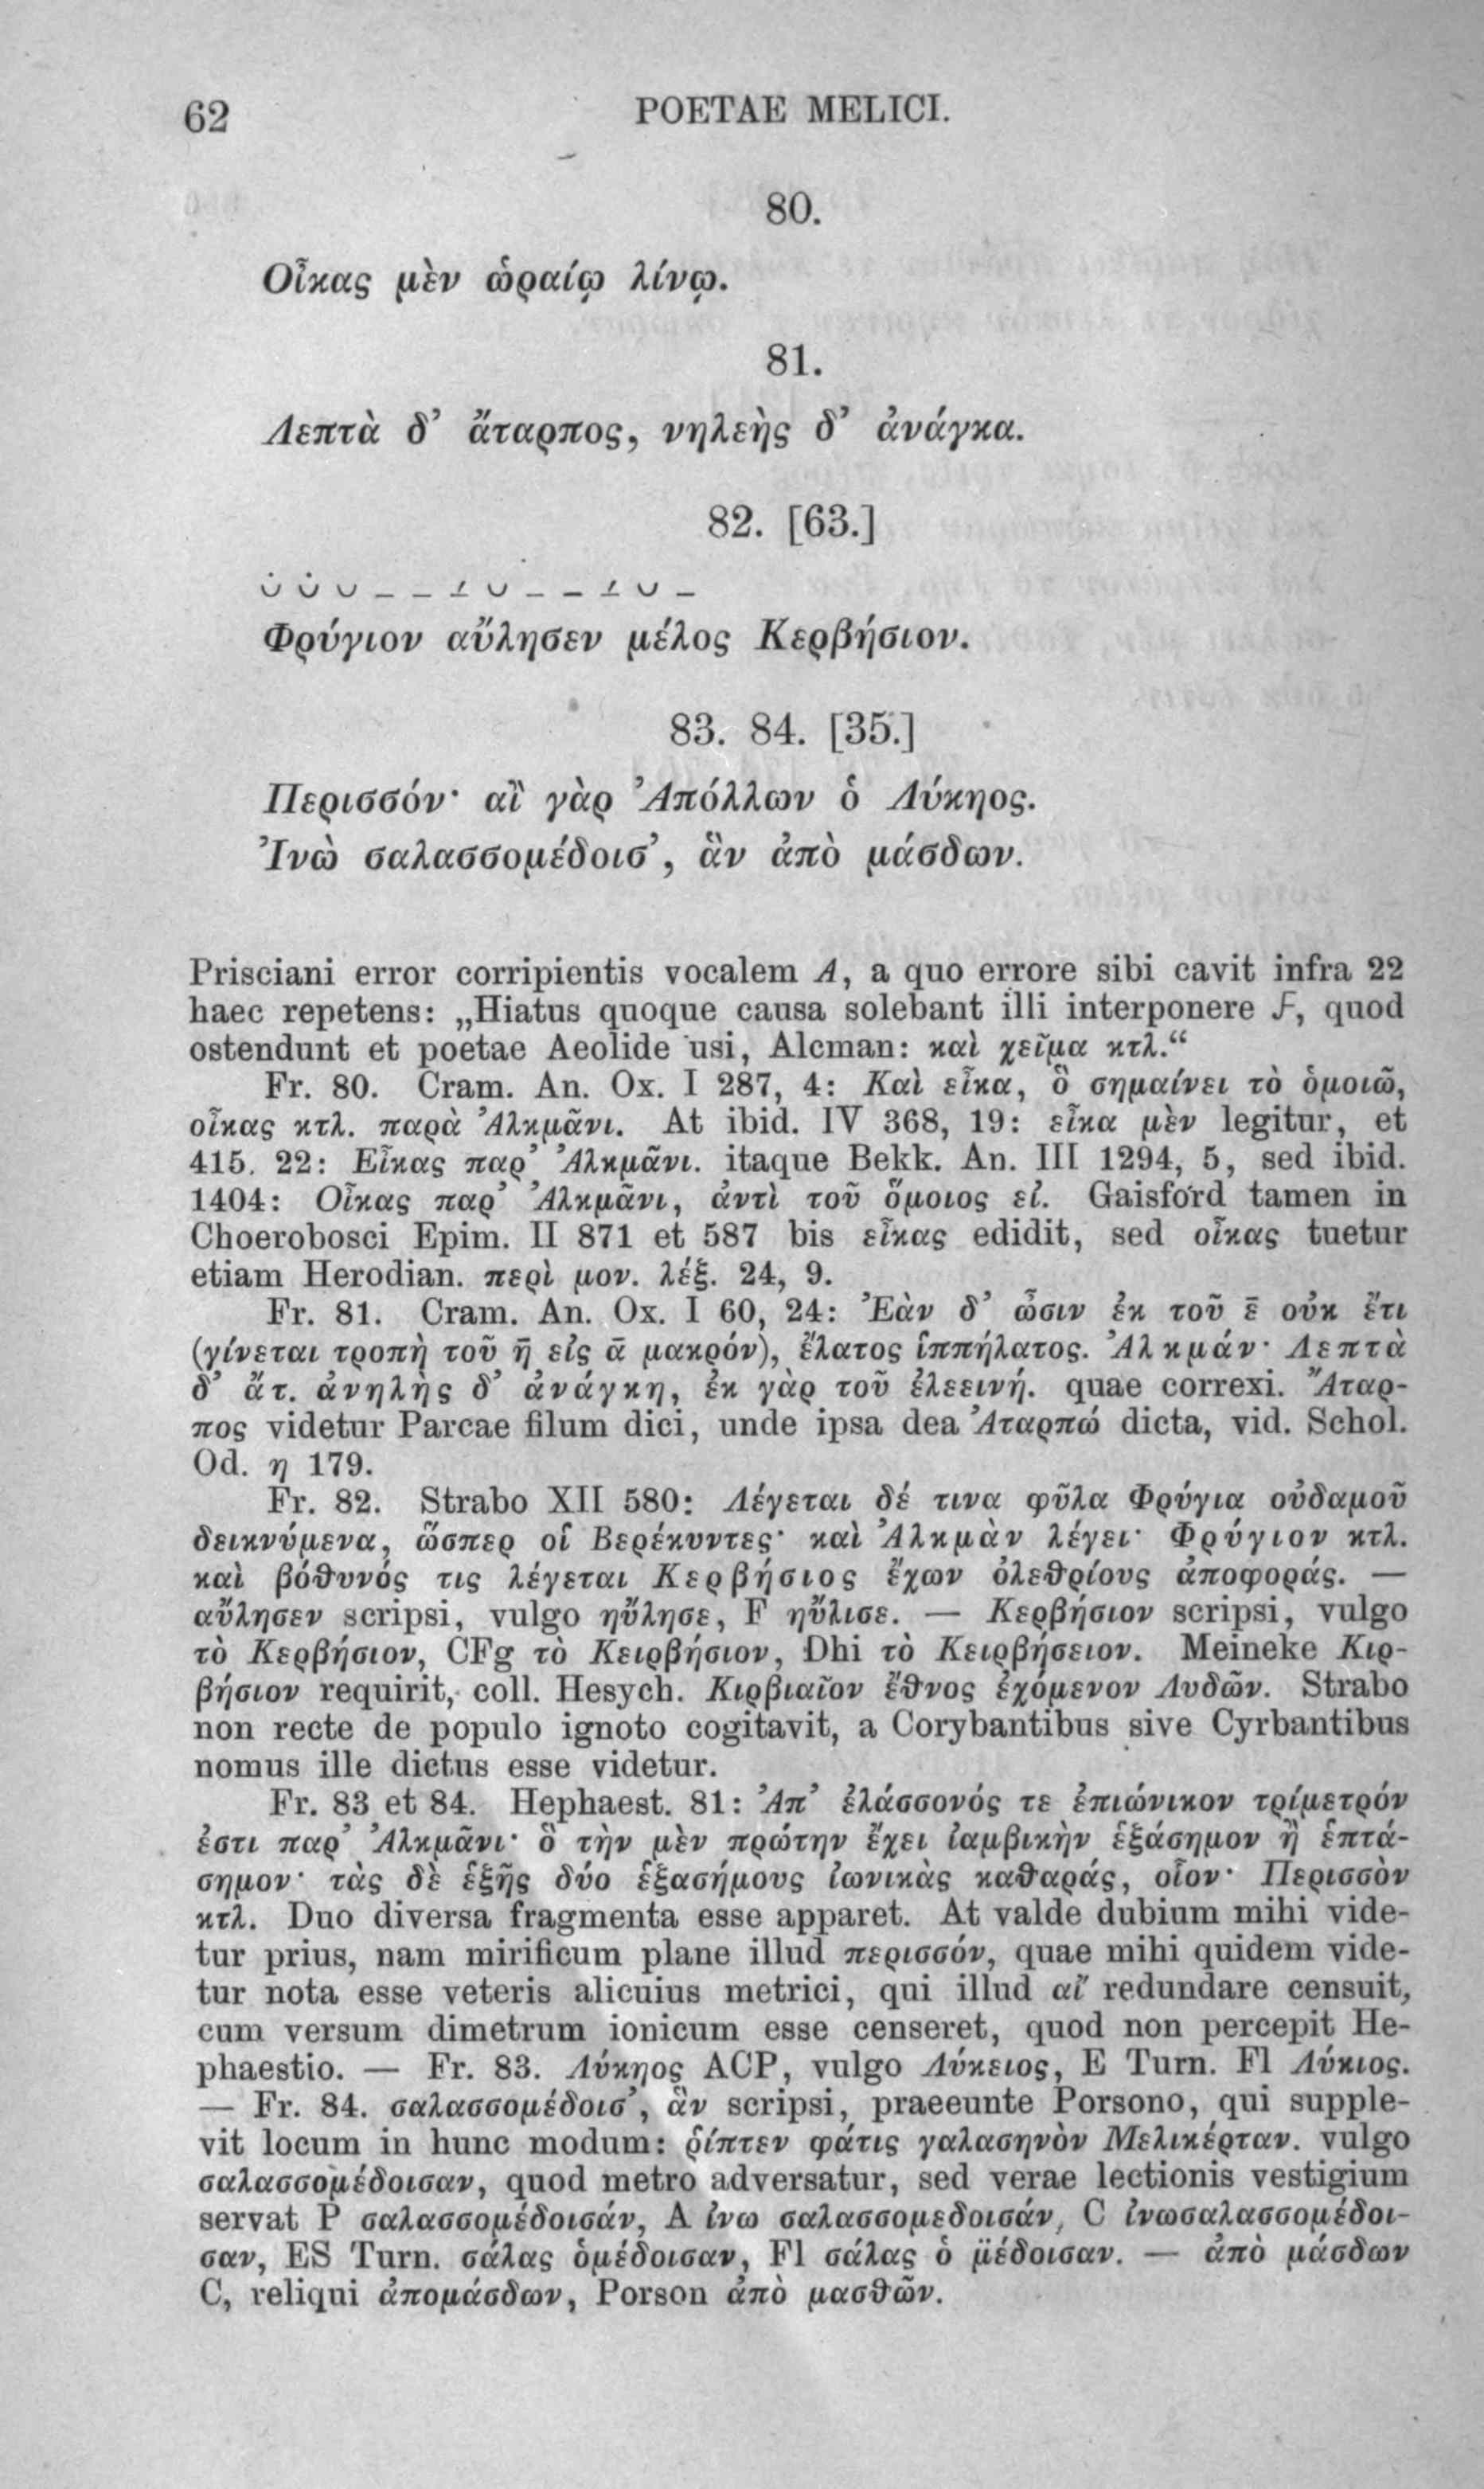 62
POETAE MELICI.
80.
Οἶκας μὲν ὡραίῳ λίνῳ.
81.
Λεπτὰ δ’ ἄταρπος, νηλεὴς δ’ ἀνάγκα.
82. [63.]
⏑̇ ⏑̇ ⏑ – – –́ ⏑ – – –́ ⏑ –
Φρύγιον αὔλησεν μέλος Κερβήσιον.
83. 84. [35.]
Περισσόν· αἲ γὰρ Ἀπόλλων ὁ Λύκηος.
Ἰνὼ σαλασσομέδοισ’, ἃν ἀπὸ μάσδων.
Prisciani error corripientis vocalem Α, a quo errore sibi cavit infra 22
haec repetens: „Hiatus quoque causa solebant illi interponere Ϝ, quod
ostendunt et poetae Aeolide usi, Alcman: καὶ χεῖμα κτλ.“
Fr. 80. Cram. An. Ox. I 287, 4: Καὶ εἶκα, ὃ σημαίνει τὸ ὁμοιῶ,
οἶκας κτλ. παρὰ Ἀλκμᾶνι. At ibid. IV 368, 19: εἶκα μὲν legitur, et
415. 22: Εἶκας παρ’ Ἀλκμᾶνι. itaque Bekk. An. III 1294, 5, sed ibid.
1404: Οἶκας παρ’ Ἀλκμᾶνι, ἀντὶ τοῦ ὅμοιος εἶ. Gaisford tamen in
Choerobosci Epim. II 871 et 587 bis εἶκας edidit, sed οἶκας tuetur
etiam Herodian. περὶ μον. λέξ. 24, 9.
Fr. 81. Cram. An. Ox. I 60, 24: Ἐὰν δ’ ὦσιν ἐκ τοῦ ε̄ οὐκ ἔτι
(γίνεται τροπὴ τοῦ η̄ εἰς ᾱ μακρόν), ἔλατος ἱππήλατος. Ἀλκμάν· Λεπτὰ
δ’ ἄτ. ἀνηλὴς δ’ ἀνάγκη, ἐκ γὰρ τοῦ ἐλεεινή. quae correxi. Ἄταρ-
πος videtur Parcae filum dici, unde ipsa dea Ἀταρπώ dicta, vid. Schol.
Od. η 179.
Fr. 82. Strabo XII 580: Λέγεται δέ τινα φῦλα Φρύγια οὐδαμοῦ
δεικνύμενα, ὥσπερ οἱ Βερέκυντες· καὶ Ἀλκμὰν λέγει· Φρύγιον κτλ.
καὶ βόθυνός τις λέγεται Κερβήσιος ἔχων ὀλεθρίους ἀποφοράς. —
αὔλησεν scripsi, vulgo ηὔλησε, F ηὔλισε. — Κερβήσιον scripsi, vulgo
τὸ Κερβήσιον, CFg τὸ Κειρβήσιον, Dhi τὸ Κειρβήσειον. Meineke Κιρ-
βήσιον requirit, coll. Hesych. Κιρβιαῖον ἔθνος ἐχόμενον Λυδῶν. Strabo
non recte de populo ignoto cogitavit, a Corybantibus sive Cyrbantibus
nomus ille dictus esse videtur.
Fr. 83 et 84. Hephaest. 81: Ἀπ’ ἐλάσσονός τε ἐπιώνικον τρίμετρόν
ἐστι παρ’ Ἀλκμᾶνι· ὃ τὴν μὲν πρώτην ἔχει ἰαμβικὴν ἑξάσημον ἢ ἑπτά-
σημον· τὰς δὲ ἑξῆς δύο ἑξασήμους ἰωνικὰς καθαράς, οἷον· Περισσὸν
κτλ. Duo diversa fragmenta esse apparet. At valde dubium mihi vide-
tur prius, nam mirificum plane illud περισσόν, quae mihi quidem vide-
tur nota esse veteris alicuius metrici, qui illud αἴ redundare censuit,
cum versum dimetrum ionicum esse censeret, quod non percepit He-
phaestio. — Fr. 83. Λύκηος ACP, vulgo Λύκειος, E Turn. Fl Λύκιος.
— Fr. 84. σαλασσομέδοισ’, ἃν scripsi, praeeunte Porsono, qui supple-
vit locum in hunc modum: ῥίπτεν φάτις γαλασηνὸν Μελικέρταν. vulgo
σαλασσομέδοισαν, quod metro adversatur, sed verae lectionis vestigium
servat P σαλασσομέδοισάν, A ἰνω σαλασσομεδοισάν, C ἰνωσαλασσομέδοι-
σαν, ES Turn. σάλας ὁμέδοισαν, Fl σάλας ὁ μ̈έδοισαν. — ἀπὸ μάσδων
C, reliqui ἀπομάσδων, Porson ἀπὸ μασθῶν.